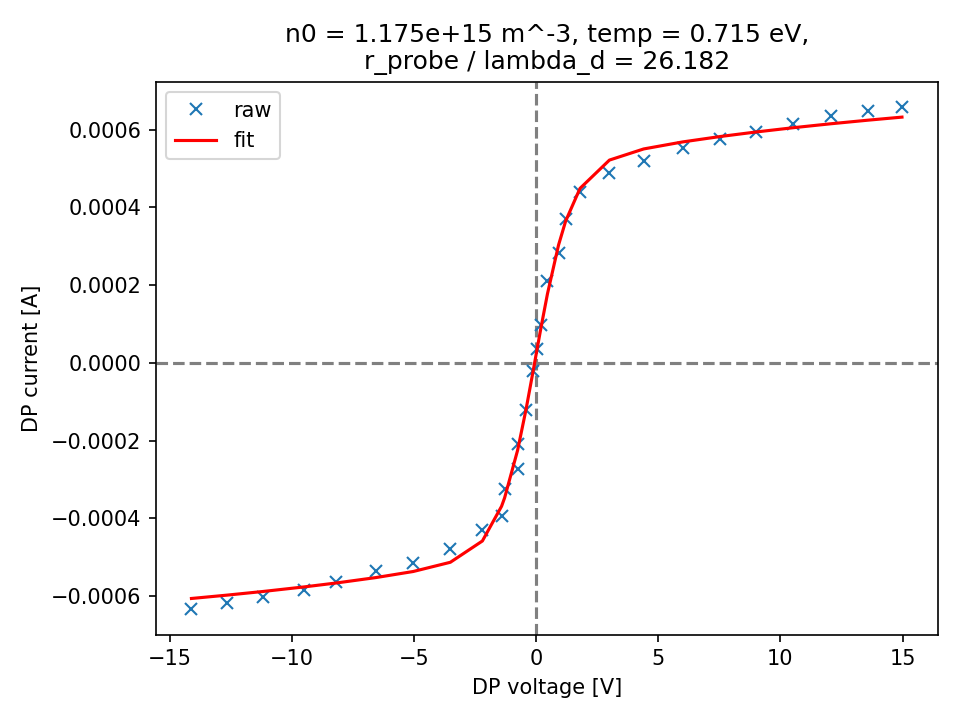 n0 = 1.175e+15 m^-3, temp = 0.715 eV,
r_probe / lambda_d = 26.182
raw
fit
0.0006
0.0004
0.0002
0.0000
−0.0002
−0.0004
−0.0006
DP current [A]
−15
−10
−5
0
5
10
15
DP voltage [V]